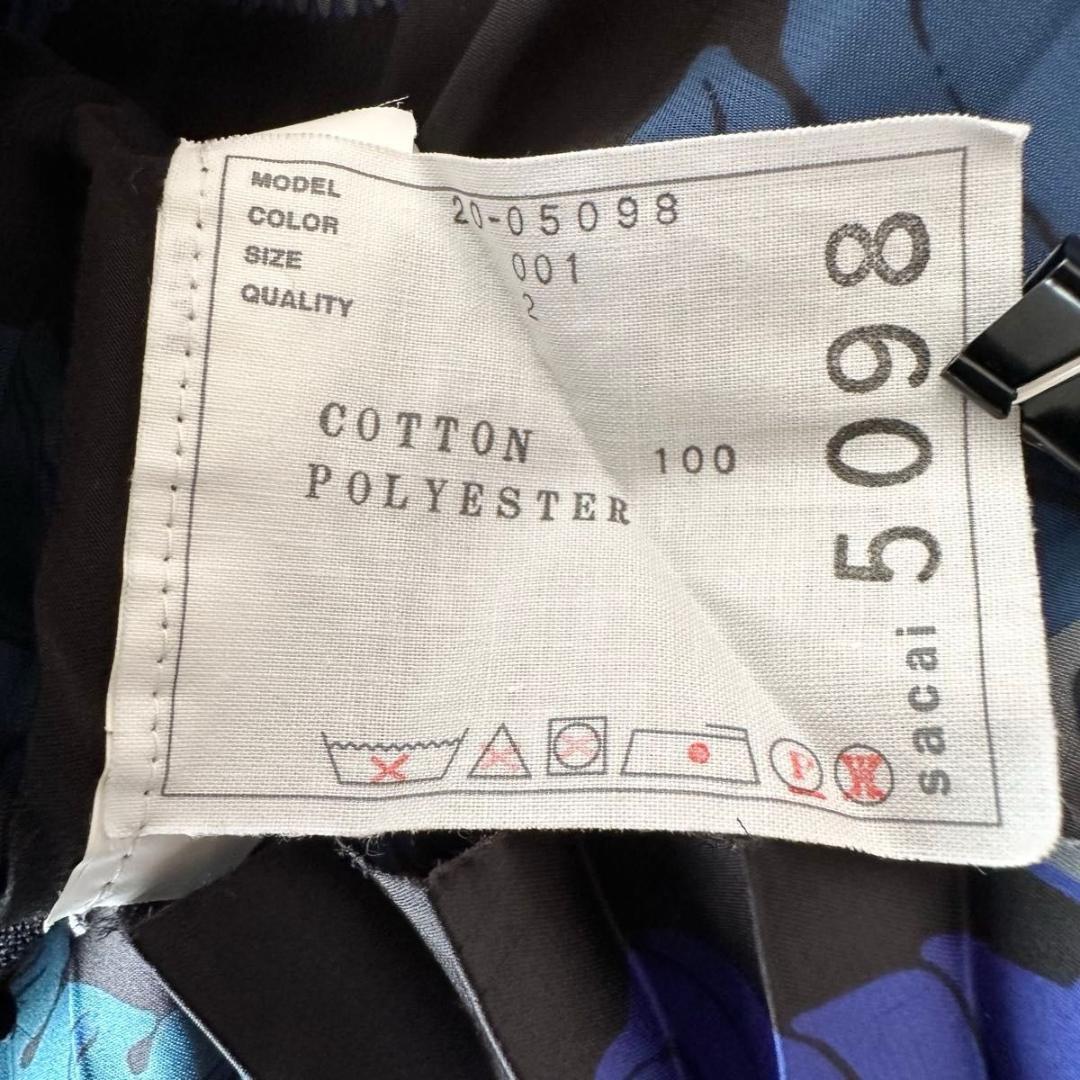 MODEL 20-05098
COLOR 001
SIZE 2
QUALITY
COTTON 100
POLYESTER
P
W
sacai 5098